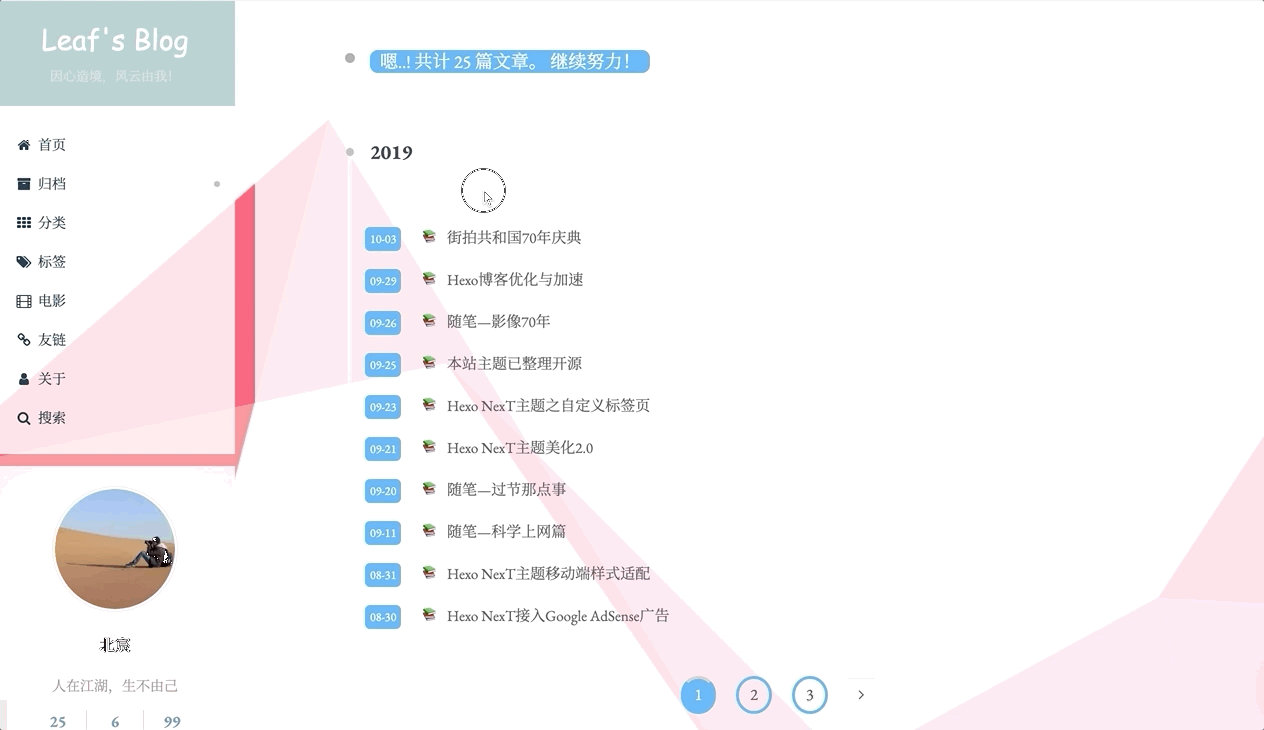 Leaf's Blog
因心造境，风云由我！
首页
归档
分类
标签
电影
友链
关于
搜索
北宸
人在江湖，生不由己
25 6 99
嗯..! 共计 25 篇文章。 继续努力！
2019
10-03 街拍共和国70年庆典
09-29 Hexo博客优化与加速
09-26 随笔—影像70年
09-25 本站主题已整理开源
09-23 Hexo NexT主题之自定义标签页
09-21 Hexo NexT主题美化2.0
09-20 随笔—过节那点事
09-11 随笔—科学上网篇
08-31 Hexo NexT主题移动端样式适配
08-30 Hexo NexT接入Google AdSense广告
1 2 3